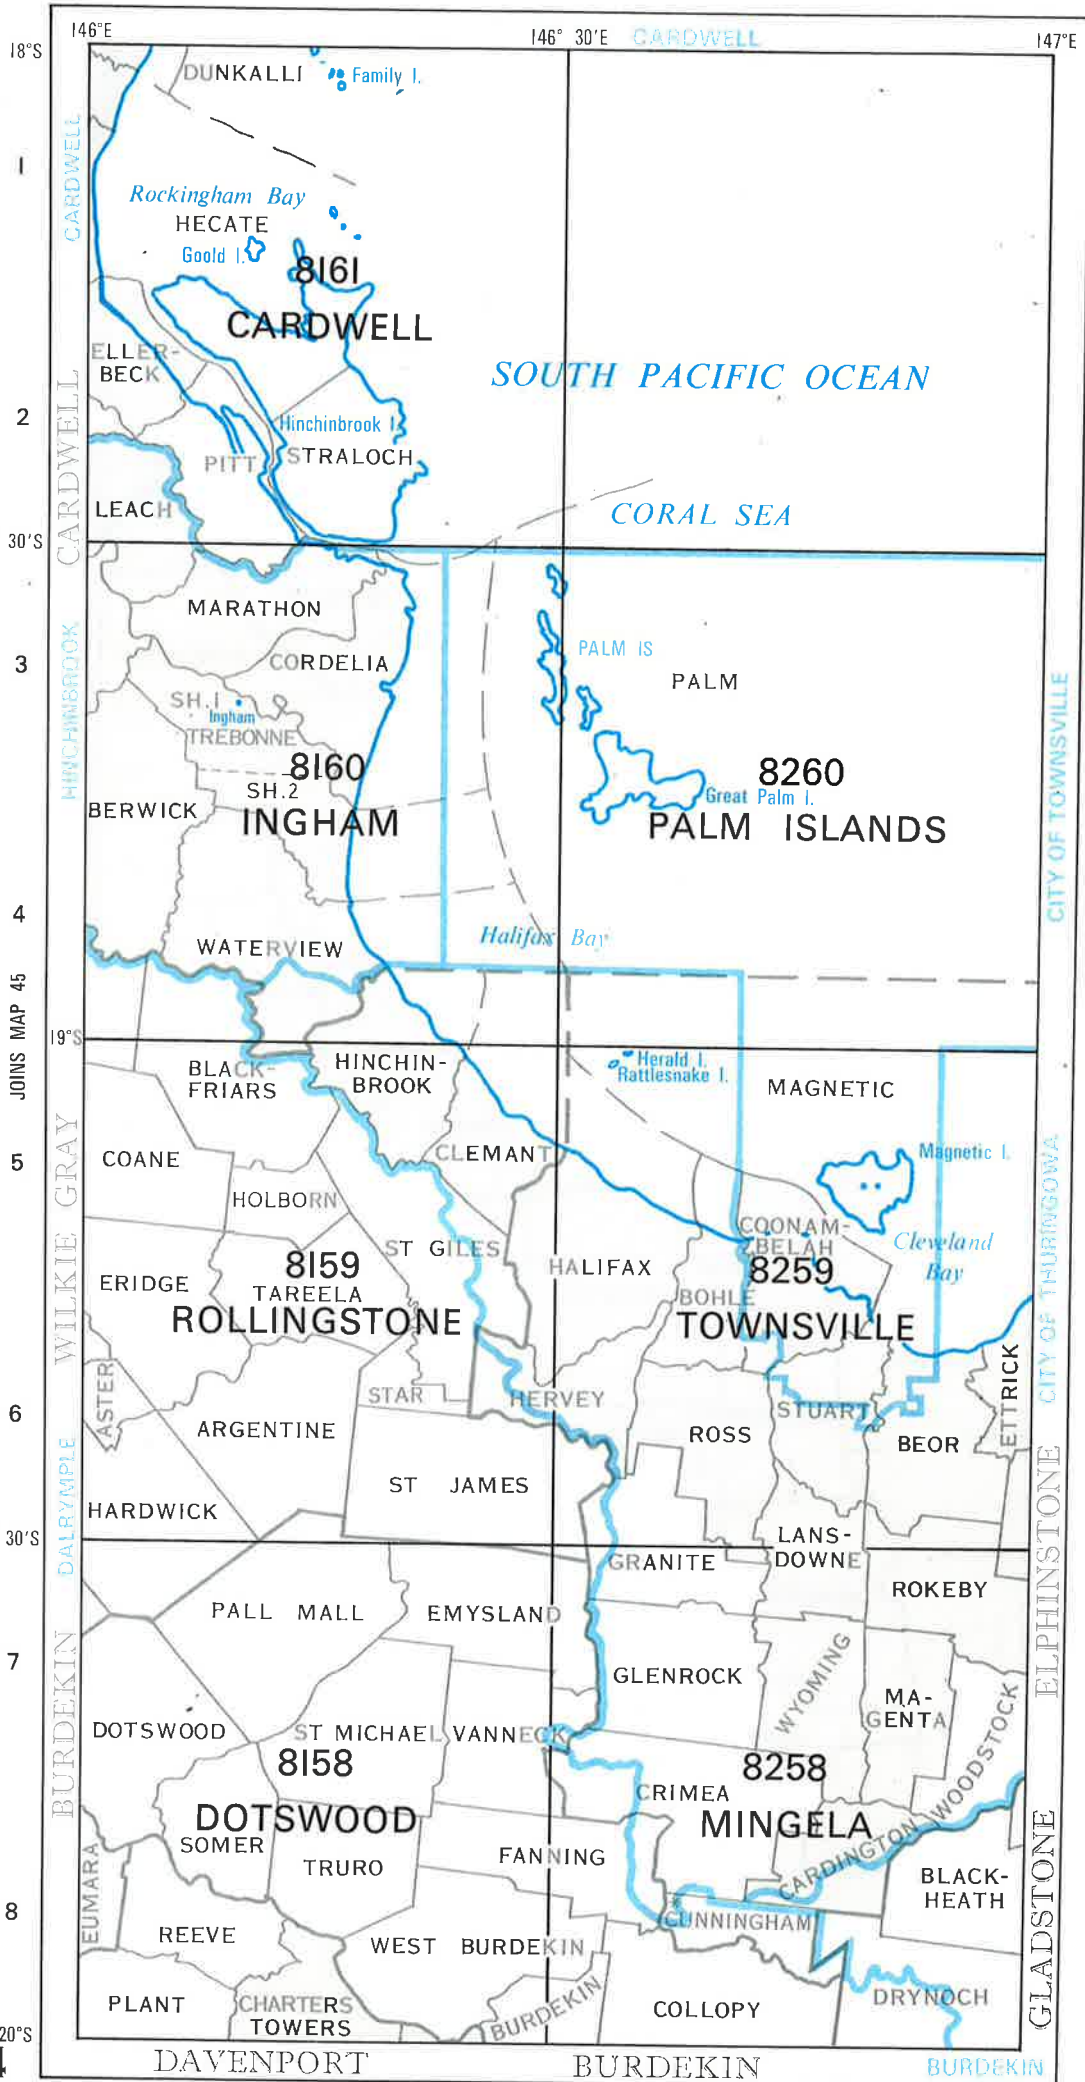 146°E
146° 30'E
CARDWELL
147°E
18°S
DUNKALLI
Family I.
CARDWELL
1
Rockingham Bay
HECATE
Goold I.
8161
CARDWELL
ELLER-
BECK
SOUTH PACIFIC OCEAN
CARDWELL
2
Hinchinbrook I.
PITT
STRALOCH
LEACH
CORAL SEA
30'S
MARATHON
HINCHINBROOK
PALM IS
3
CORDELIA
PALM
SH.1
Ingham
TREBONNE
8160
SH.2
8260
BERWICK
INGHAM
Great Palm I.
PALM ISLANDS
CITY OF TOWNSVILLE
4
WATERVIEW
Halifax Bay
JOINS MAP 45
19°S
BLACK-
FRIARS
HINCHIN-
BROOK
Herald I.
Rattlesnake I.
MAGNETIC
WILKIE GRAY
5
COANE
CLEMANT
Magnetic I.
HOLBORN
CITY OF THURINGOWA
ST GILES
COONAM-
BELAH
Cleveland
Bay
8159
HALIFAX
8259
ERIDGE
TAREELA
BOHLE
ROLLINGSTONE
TOWNSVILLE
ASTER
STAR
HERVEY
ETTRICK
6
ARGENTINE
ROSS
STUART
BEOR
DALRYMPLE
ST JAMES
HARDWICK
30'S
LANS-
DOWNE
GRANITE
ROKEBY
ELPHINSTONE
PALL MALL
EMYSLAND
7
GLENROCK
WYOMING
MA-
GENTA
BURDEKIN
DOTSWOOD
ST MICHAEL
VANNECK
8158
8258
WOODSTOCK
CRIMEA
DOTSWOOD
MINGELA
SOMER
CARDINGTON
EUMARA
TRURO
FANNING
BLACK-
HEATH
GLADSTONE
8
CUNNINGHAM
REEVE
WEST BURDEKIN
PLANT
CHARTERS
TOWERS
BURDEKIN
COLLOPY
DRYNOCH
20°S
4
DAVENPORT
BURDEKIN
BURDEKIN